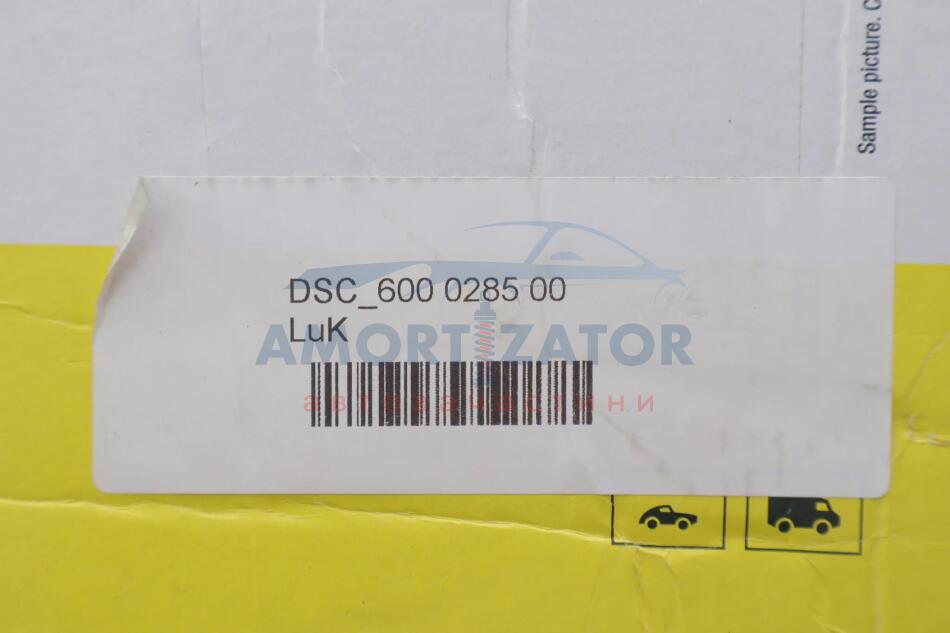 Sample picture. C
DSC_600 0285 00
LuK
AMORTIZATOR
автозапчастини